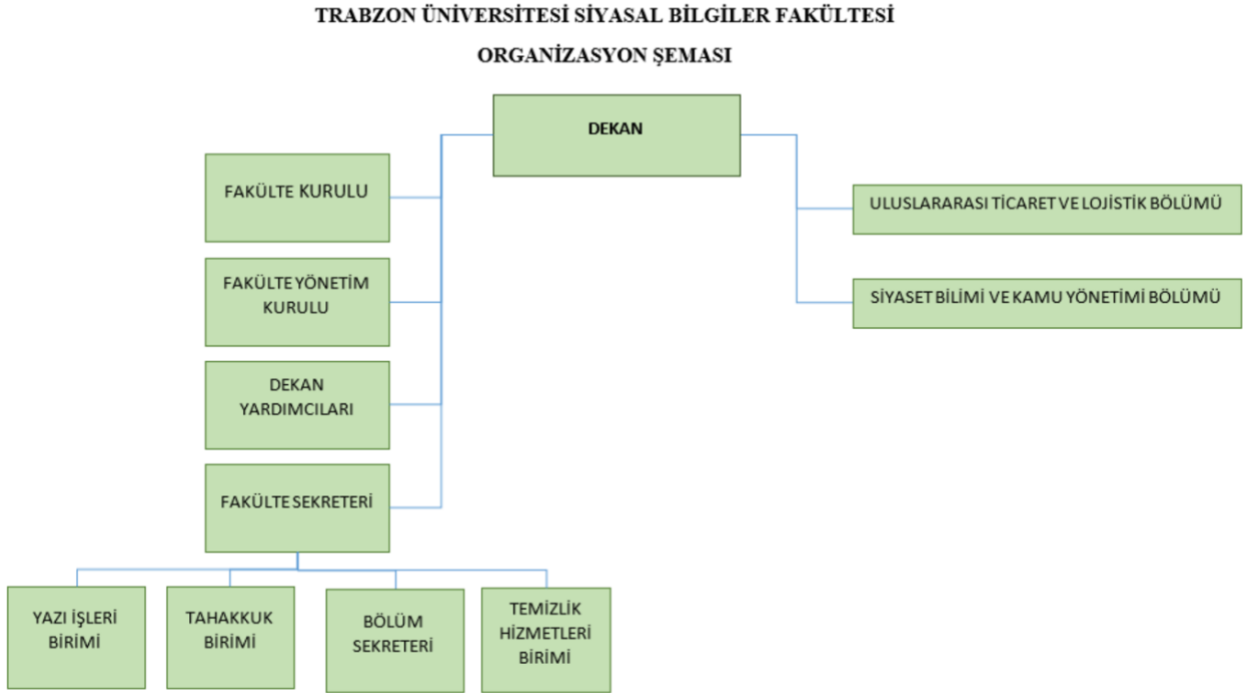 TRABZON ÜNİVERSİTESİ SİYASAL BİLGİLER FAKÜLTESİ
ORGANİZASYON ŞEMASI
DEKAN
FAKÜLTE KURULU
FAKÜLTE YÖNETİM
KURULU
DEKAN
YARDIMCILARI
FAKÜLTE SEKRETERİ
ULUSLARARASI TİCARET VE LOJİSTİK BÖLÜMÜ
SİYASET BİLİMİ VE KAMU YÖNETİMİ BÖLÜMÜ
YAZI İŞLERİ
BİRİMİ
TAHAKKUK
BİRİMİ
BÖLÜM
SEKRETERİ
TEMİZLİK
HİZMETLERİ
BİRİMİ